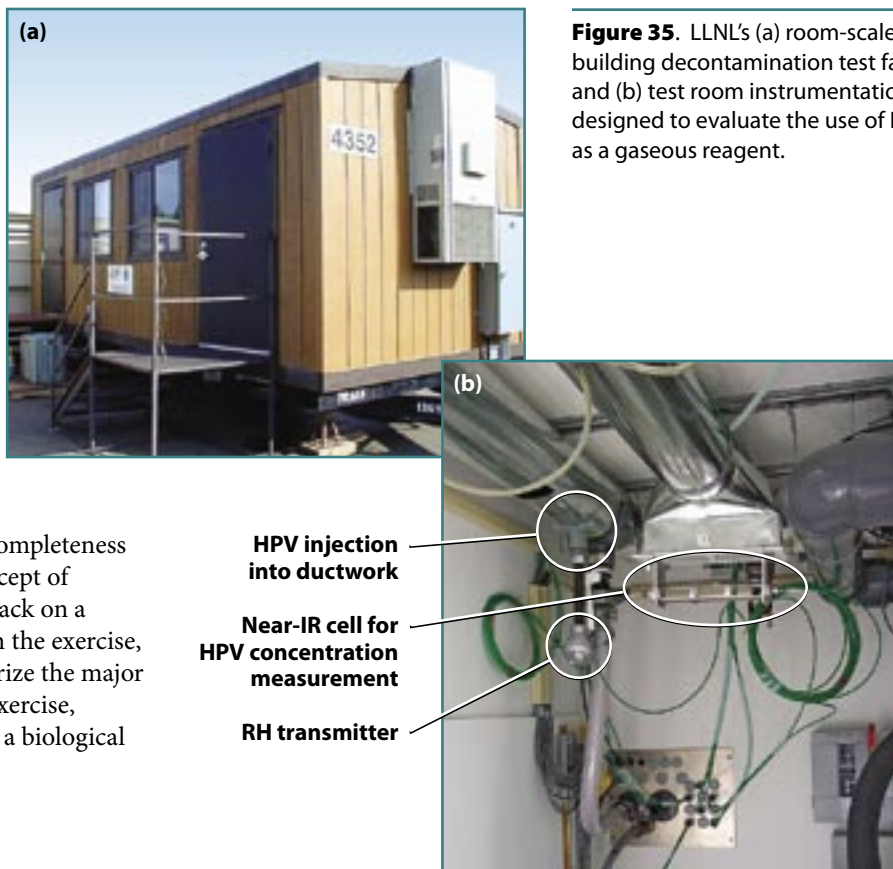 (a)
4352
Figure 35. LLNL's (a) room-scale
building decontamination test fa
and (b) test room instrumentatio
designed to evaluate the use of
as a gaseous reagent.
(b)
ompleteness
cept of
ack on a
n the exercise,
rize the major
xercise,
a biological
HPV injection
into ductwork
Near-IR cell for
HPV concentration
measurement
RH transmitter